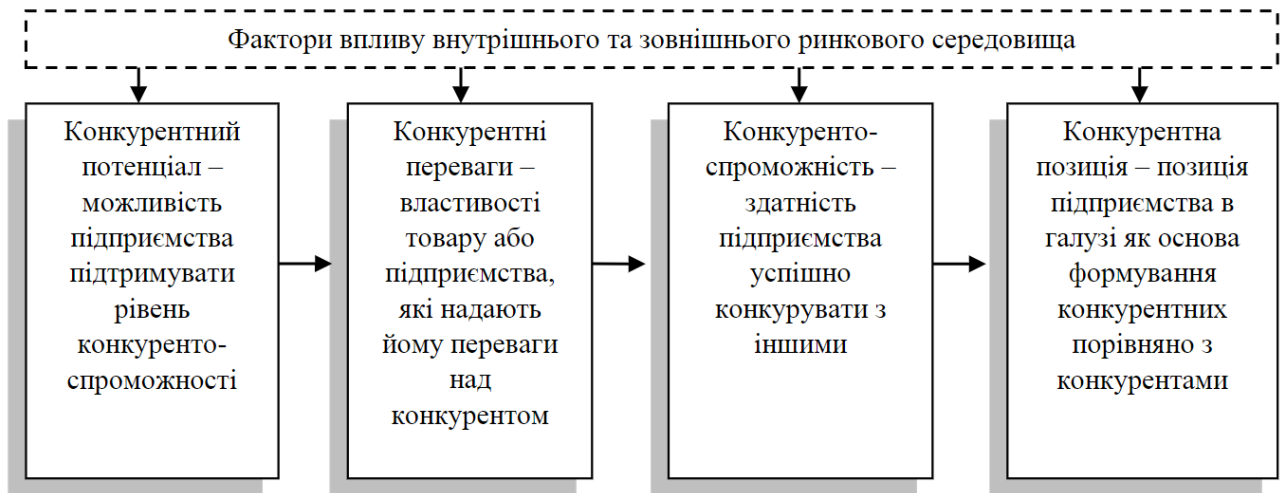 Фактори впливу внутрішнього та зовнішнього ринкового середовища
Конкурентний
потенціал –
можливість
підприємства
підтримувати
рівень
конкуренто-
спроможності
Конкурентні
переваги –
властивості
товару або
підприємства,
які надають
йому переваги
над
конкурентом
Конкуренто-
спроможність –
здатність
підприємства
успішно
конкурувати з
іншими
Конкурентна
позиція – позиція
підприємства в
галузі як основа
формування
конкурентних
порівняно з
конкурентами